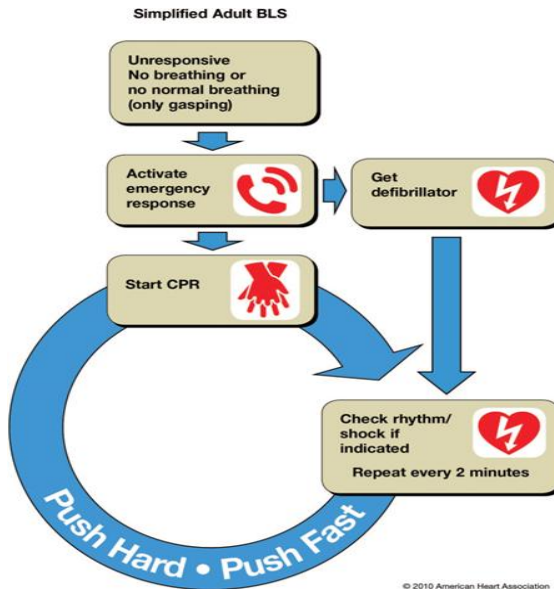 Simplified Adult BLS
Unresponsive
No breathing or
no normal breathing
(only gasping)
Activate
emergency
response
Get
defibrillator
Start CPR
Check rhythm/
shock if
indicated
Repeat every 2 minutes
Push Hard • Push Fast
© 2010 American Heart Association